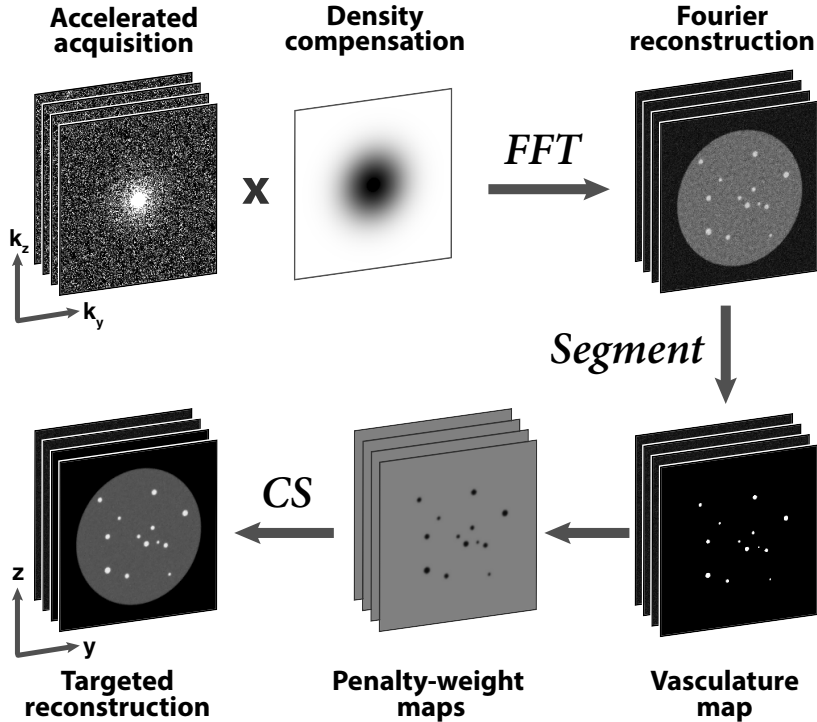 Accelerated
acquisition
Density
compensation
Fourier
reconstruction
x
FFT
kz
ky
Segment
CS
z
y
Targeted
reconstruction
Penalty-weight
maps
Vasculature
map